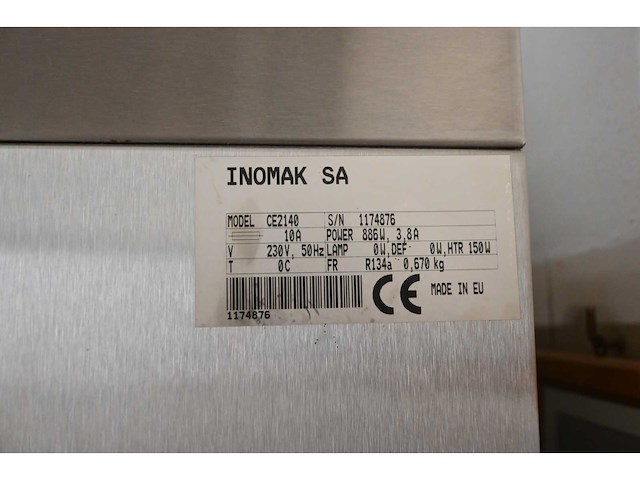 INOMAK SA
MODEL CE2140 S/N 1174876
10A POWER 886W, 3,8A
V 230V, 50Hz LAMP 0W, DEF 0W, HTR 150W
T 0C FR R134a 0,670 kg
CE MADE IN EU
1174876